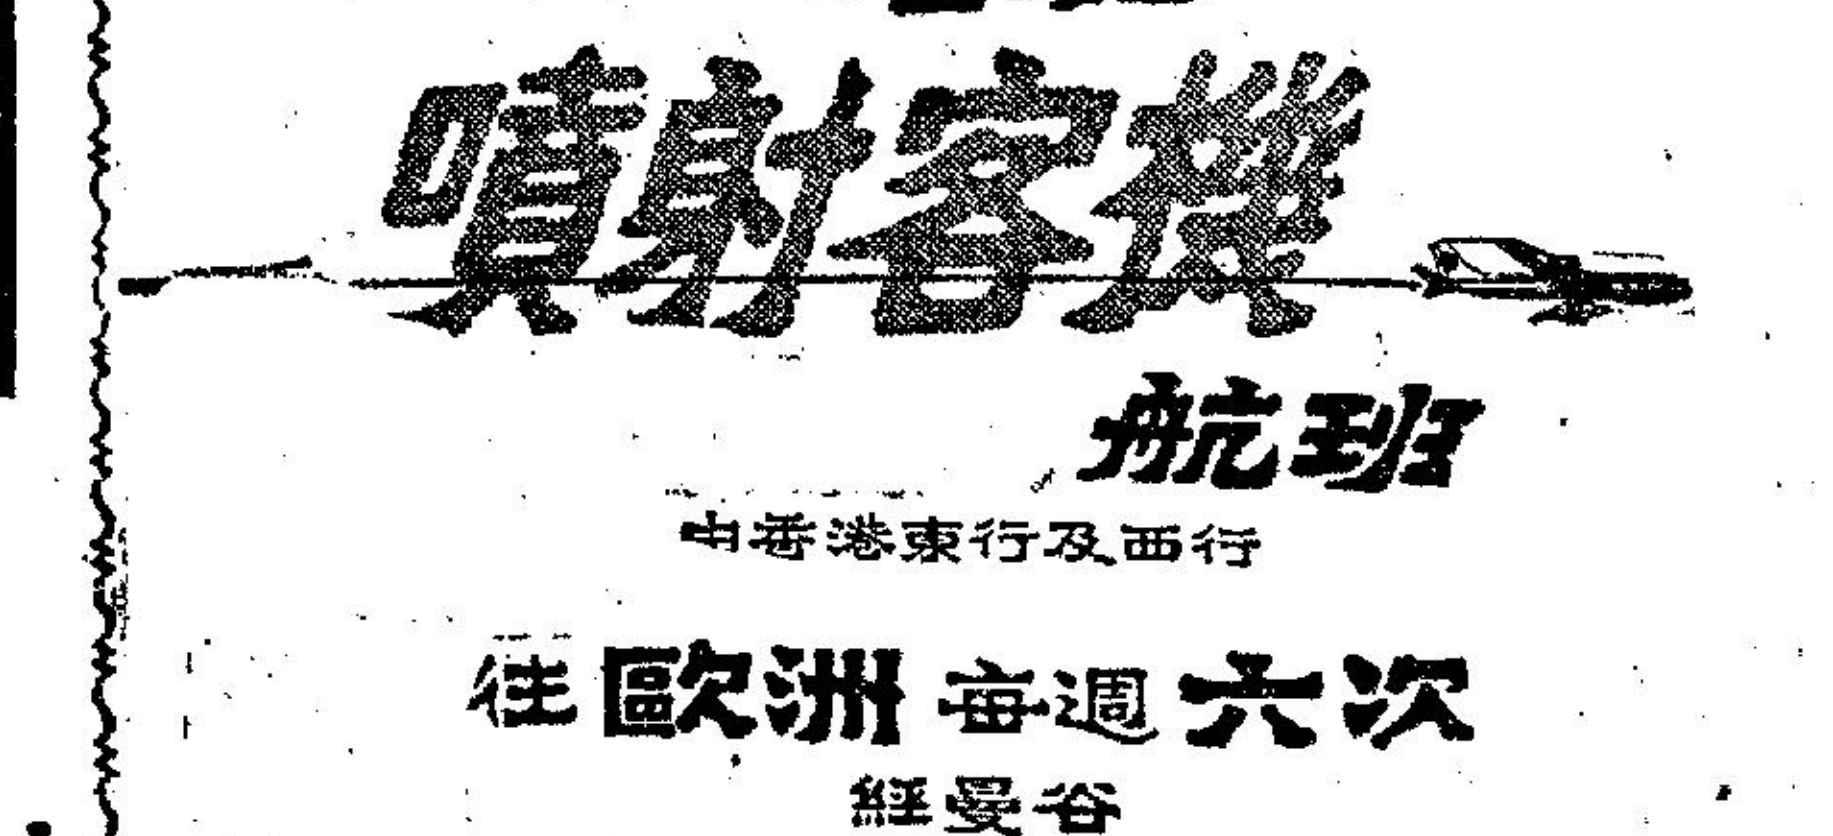 噴射客機
航班
由香港東行及西行
往歐洲每週六次
經曼谷